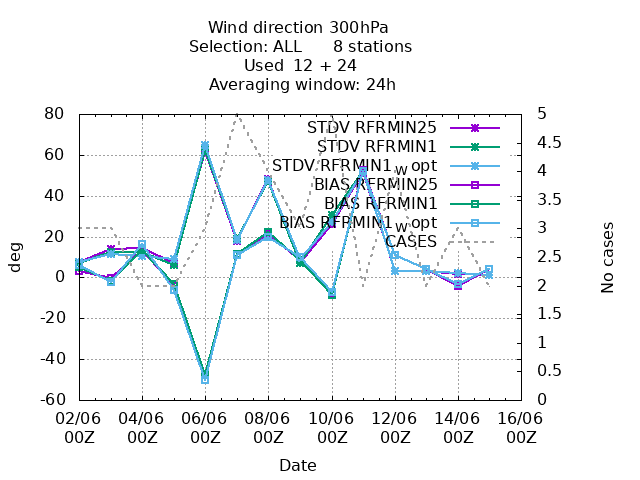 Wind direction 300hPa
Selection: ALL 8 stations
Used 12 + 24
Averaging window: 24h
80
60
40
20
0
-20
-40
-60
deg
5
4.5
4
3.5
3
2.5
2
1.5
1
0.5
0
No cases
STDV RFRMIN25
STDV RFRMIN1
STDV RFRMIN1_w opt
BIAS RFRMIN25
BIAS RFRMIN1
BIAS RFRMIN1_w opt
CASES
02/06 04/06 06/06 08/06 10/06 12/06 14/06 16/06
00Z 00Z 00Z 00Z 00Z 00Z 00Z 00Z
Date